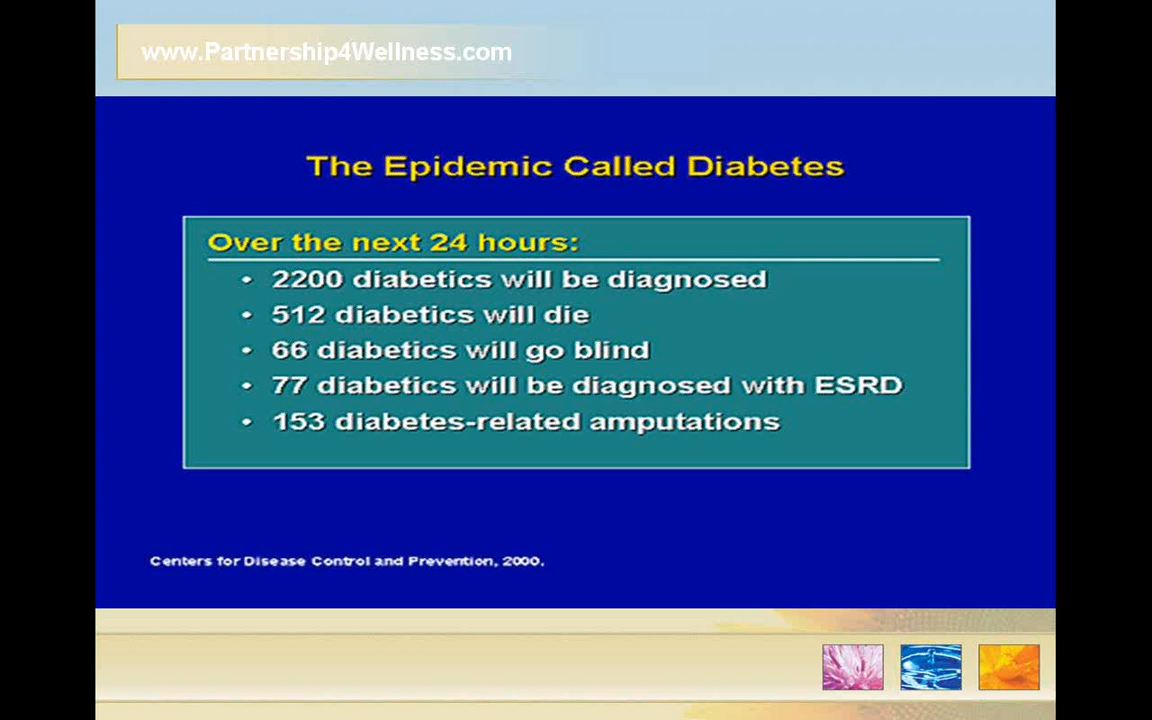 www.Partnership4Wellness.com
The Epidemic Called Diabetes
Over the next 24 hours:
• 2200 diabetics will be diagnosed
• 512 diabetics will die
• 66 diabetics will go blind
• 77 diabetics will be diagnosed with ESRD
• 153 diabetes-related amputations
Centers for Disease Control and Prevention, 2000.